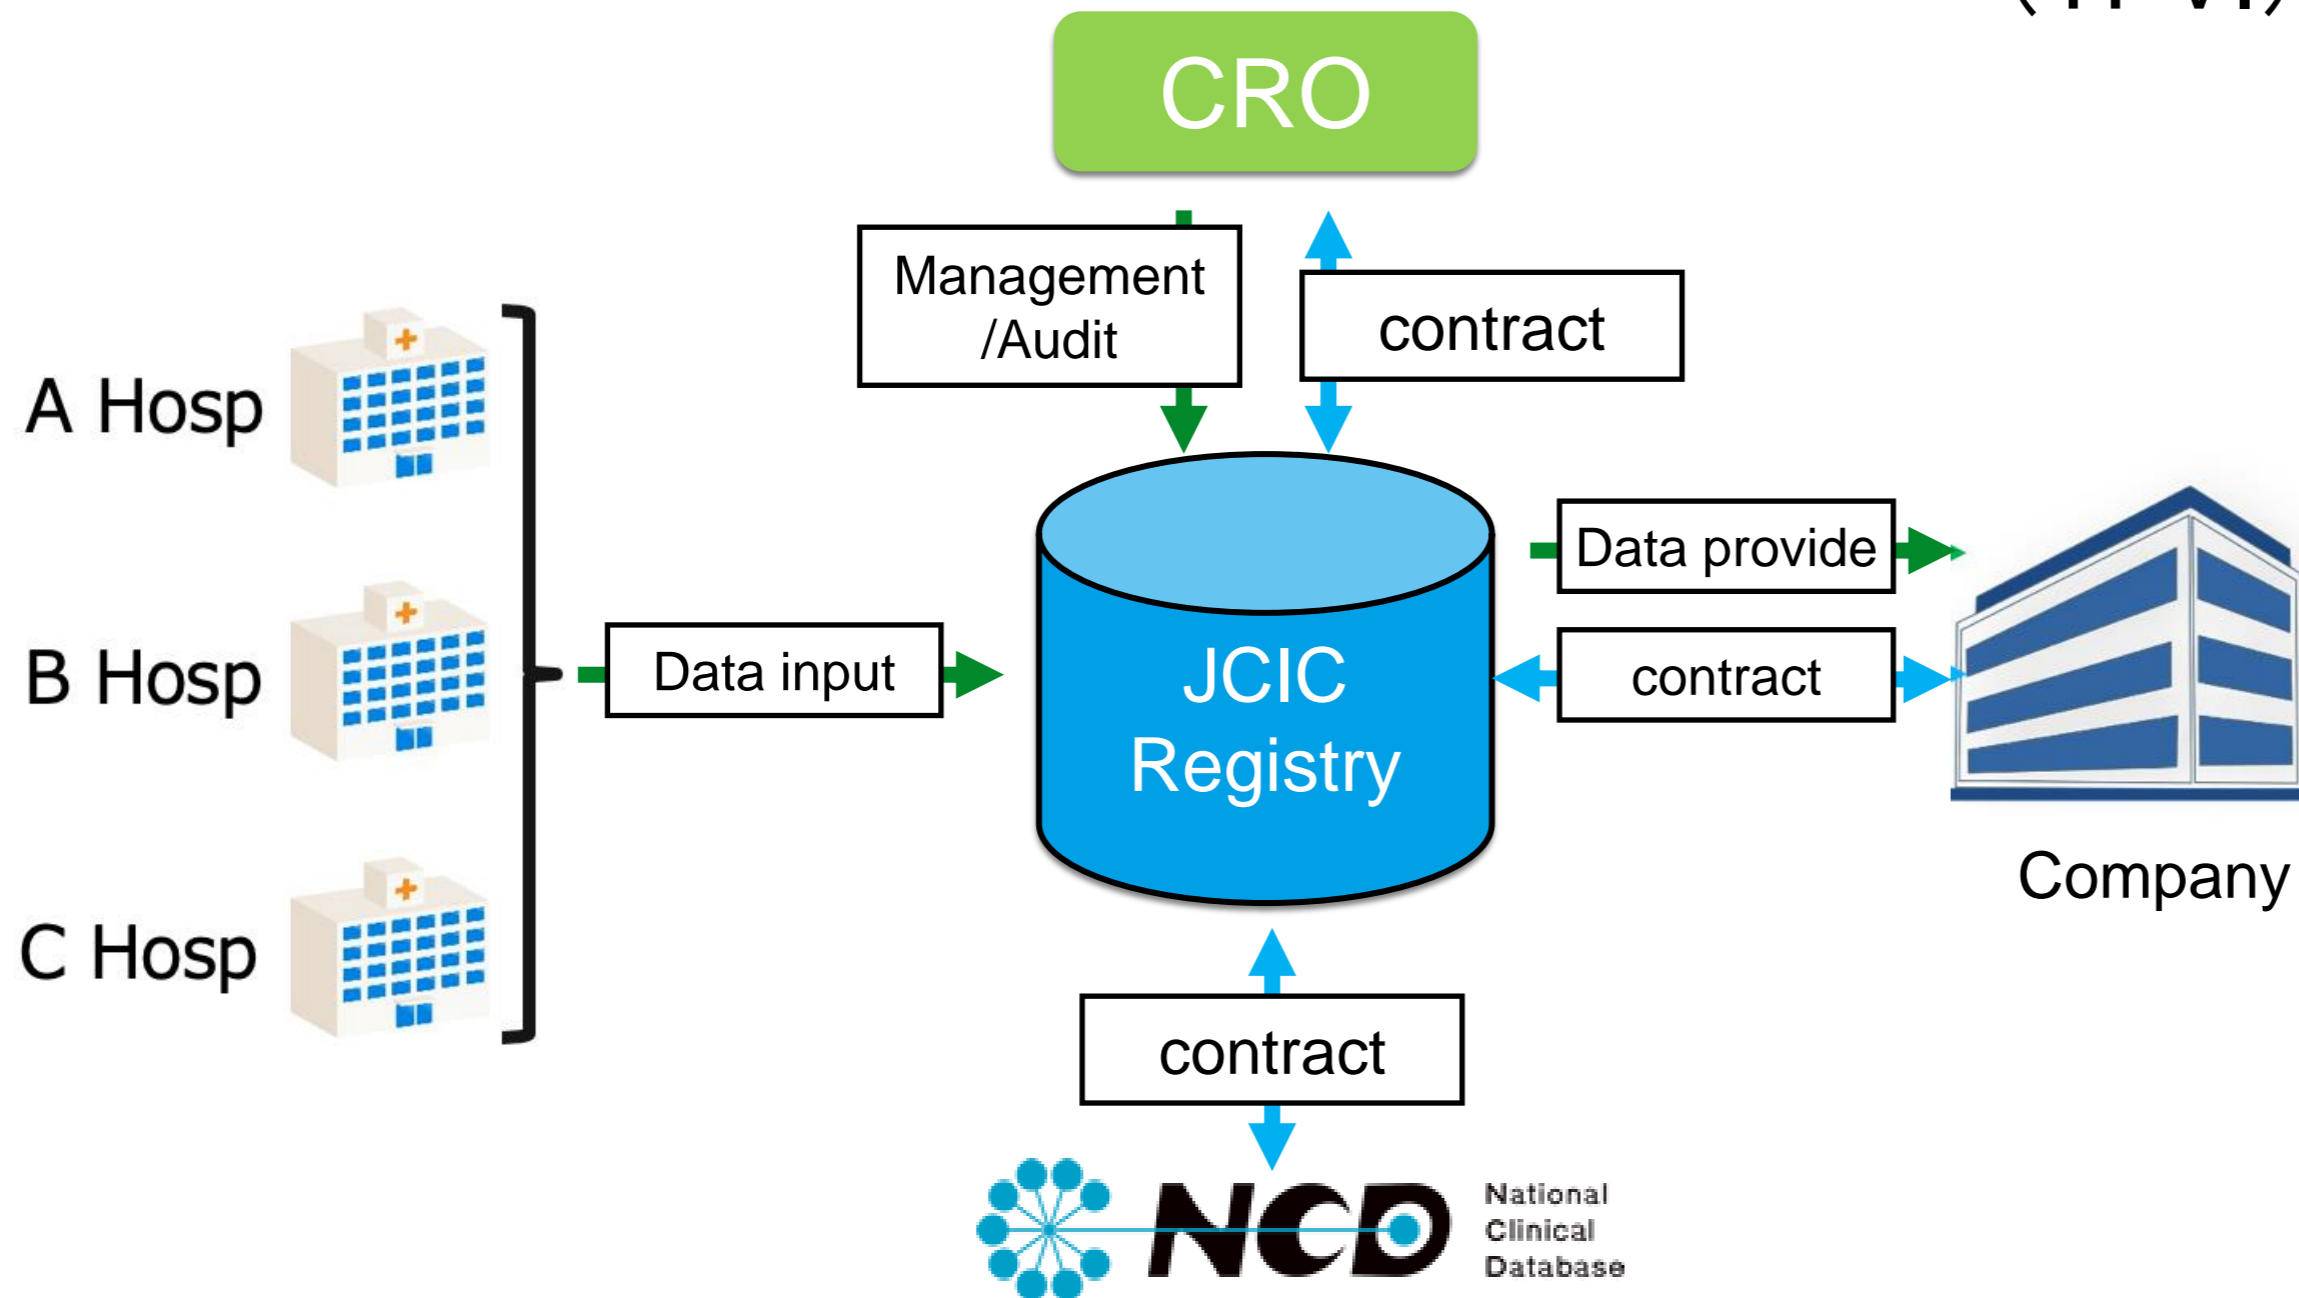 CRO
Management
/Audit
contract
A Hosp
Data provide
B Hosp
Data input
JCIC
Registry
contract
Company
C Hosp
contract
NCD
National
Clinical
Database